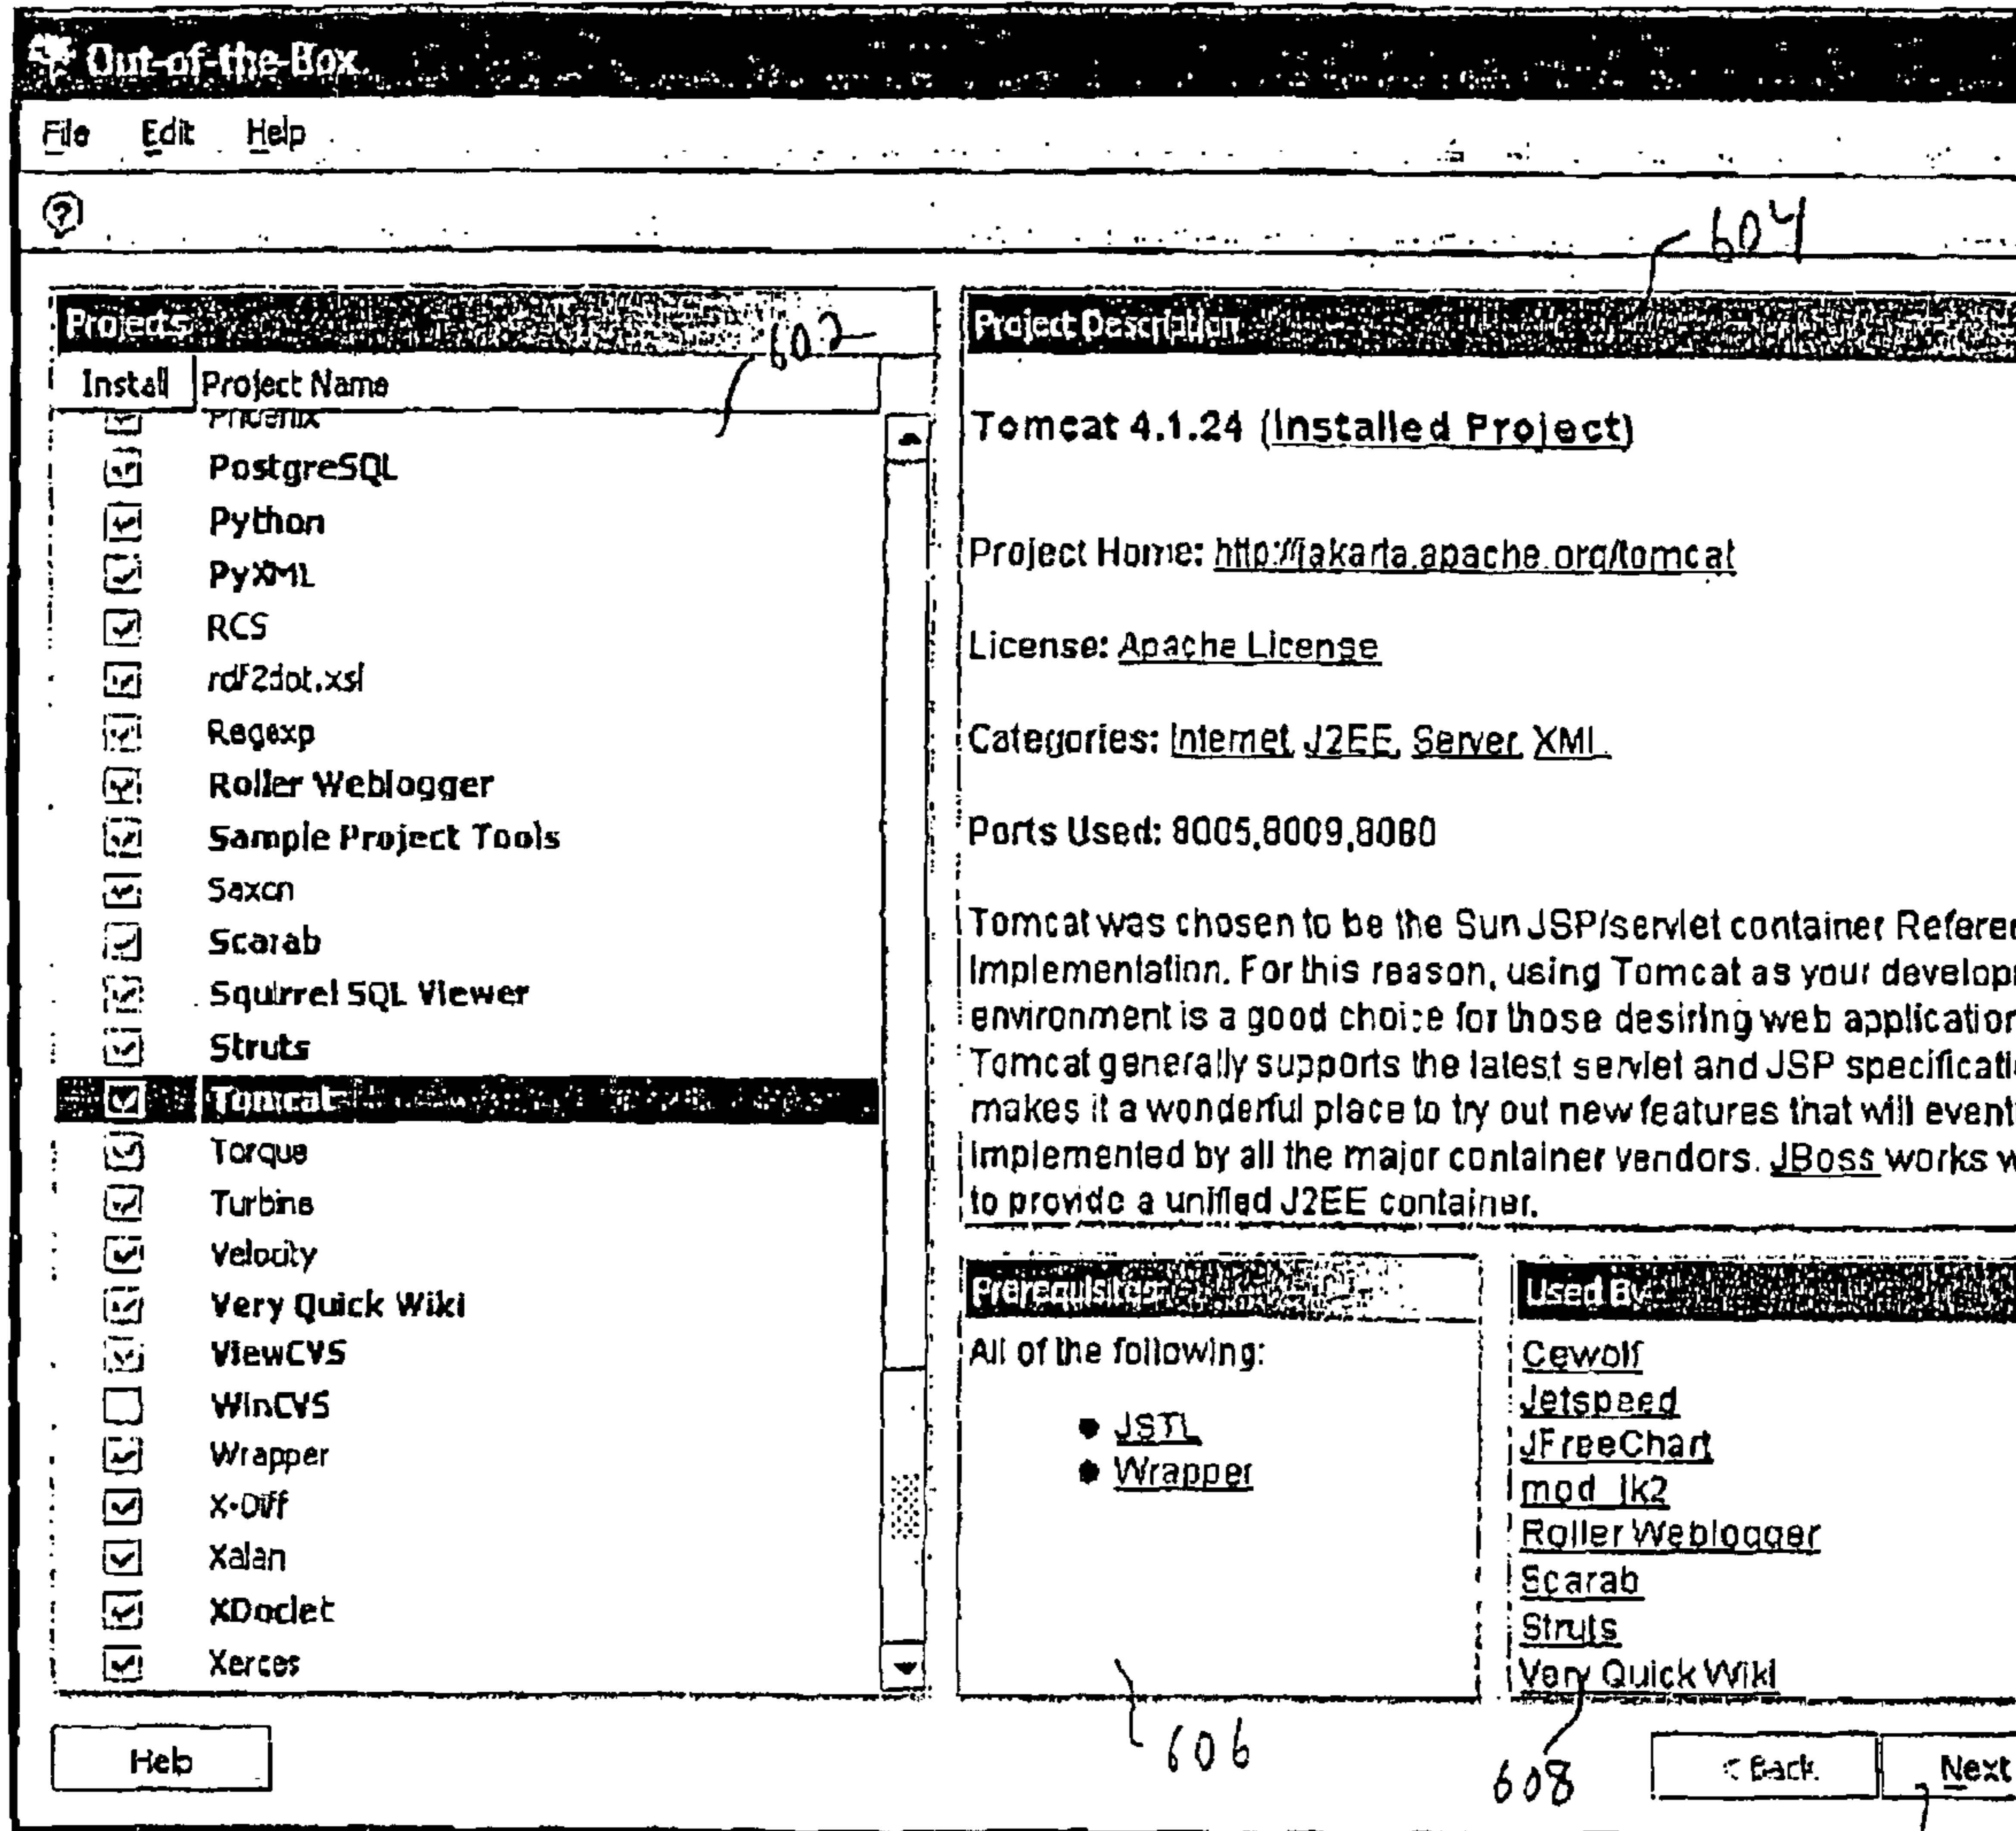 Out-of-the-Box
File Edit Help
604
Projects
602
Install Project Name
Phoenix
PostgreSQL
Python
PyXML
RCS
rdf2dot.xsl
Regexp
Roller Weblogger
Sample Project Tools
Saxon
Scarab
Squirrel SQL Viewer
Struts
Tomcat
Torque
Turbine
Velocity
Very Quick Wiki
ViewCVS
WinCVS
Wrapper
X-Diff
Xalan
XDoclet
Xerces
Project Description
Tomcat 4.1.24 (Installed Project)
Project Home: http://jakarta.apache.org/tomcat
License: Apache License
Categories: Internet, J2EE, Server, XML
Ports Used: 8005,8009,8080
Tomcat was chosen to be the Sun JSP/servlet container Referen
Implementation. For this reason, using Tomcat as your developm
environment is a good choice for those desiring web application
Tomcat generally supports the latest servlet and JSP specificati
makes it a wonderful place to try out new features that will event
implemented by all the major container vendors. JBoss works w
to provide a unified J2EE container.
Prerequisites
All of the following:
• JSTL
• Wrapper
606
Used By
Cewolf
Jetspeed
JFreeChart
mod_jk2
Roller Weblogger
Scarab
Struts
Very Quick Wiki
608
Help
< Back
Next